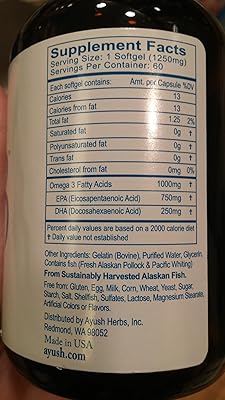 Supplement Facts
Serving Size: 1 Softgel (1250mg)
Servings Per Container: 60
Each softgel contains: Amt. per Capsule %DV
Calories 13
Calories from fat 13
Total fat 1.25 2%
Saturated fat 0g †
Polyunsaturated fat 0g †
Trans fat 0g †
Cholesterol from fat 0mg 0%
Omega 3 Fatty Acids 1000mg †
EPA (Eicosapentaenoic Acid) 750mg †
DHA (Docosahexaenoic Acid) 250mg †
Percent daily values are based on a 2000 calorie diet
† Daily value not established
Other Ingredients: Gelatin (Bovine), Purified Water, Glycerin.
Contains fish (Fresh Alaskan Pollock & Pacific Whiting)
From Sustainably Harvested Alaskan Fish.
Free from: Gluten, Egg, Milk, Corn, Wheat, Yeast, Sugar,
Starch, Salt, Shellfish, Sulfates, Lactose, Magnesium Stearate,
Artificial Colors or Flavors.
Distributed by Ayush Herbs, Inc.
Redmond, WA 98052
Made in USA
ayush.com